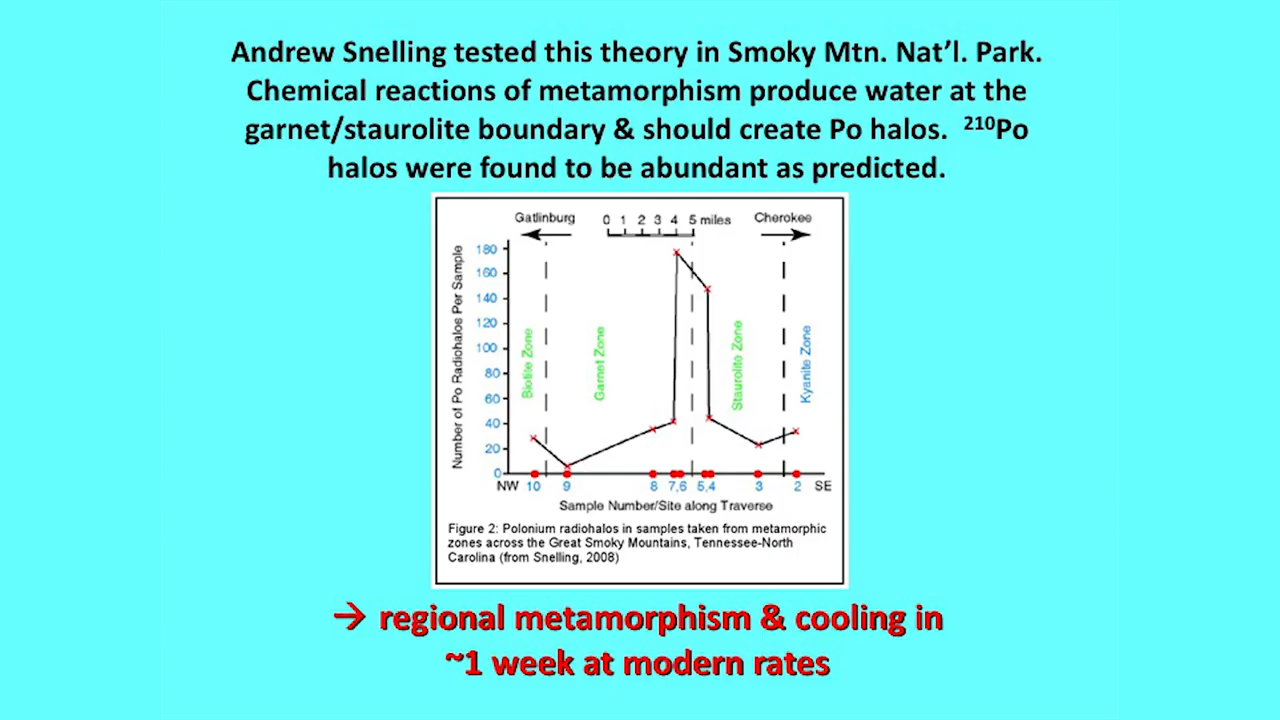 Andrew Snelling tested this theory in Smoky Mtn. Nat’l. Park.
Chemical reactions of metamorphism produce water at the
garnet/staurolite boundary & should create Po halos. ²¹⁰Po
halos were found to be abundant as predicted.
Gatlinburg
0 1 2 3 4 5 miles
Cherokee
Number of Po Radiohalos Per Sample
180
160
140
120
100
80
60
40
20
0
Biotite Zone
Garnet Zone
Staurolite Zone
Kyanite Zone
NW 10 9 8 7,6 5,4 3 2 SE
Sample Number/Site along Traverse
Figure 2: Polonium radiohalos in samples taken from metamorphic
zones across the Great Smoky Mountains, Tennessee-North
Carolina (from Snelling, 2008)
→ regional metamorphism & cooling in
~1 week at modern rates